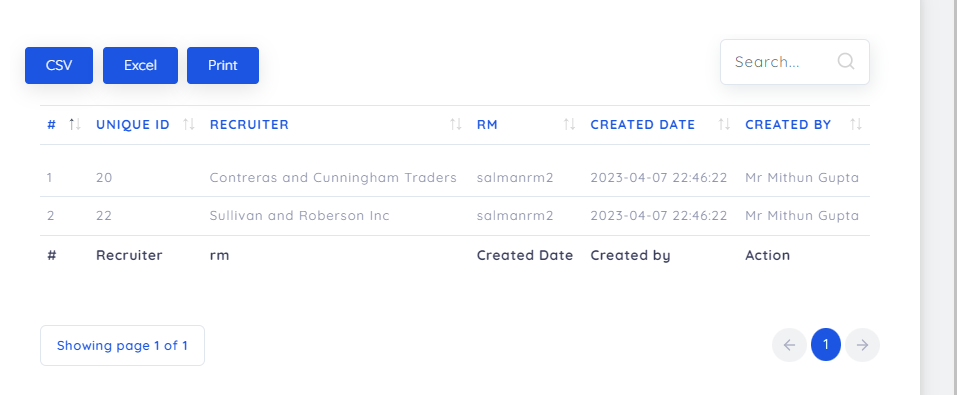 CSV Excel Print Search...
# UNIQUE ID RECRUITER RM CREATED DATE CREATED BY
1 20 Contreras and Cunningham Traders salmanrm2 2023-04-07 22:46:22 Mr Mithun Gupta
2 22 Sullivan and Roberson Inc salmanrm2 2023-04-07 22:46:22 Mr Mithun Gupta
# Recruiter rm Created Date Created by Action
Showing page 1 of 1 1